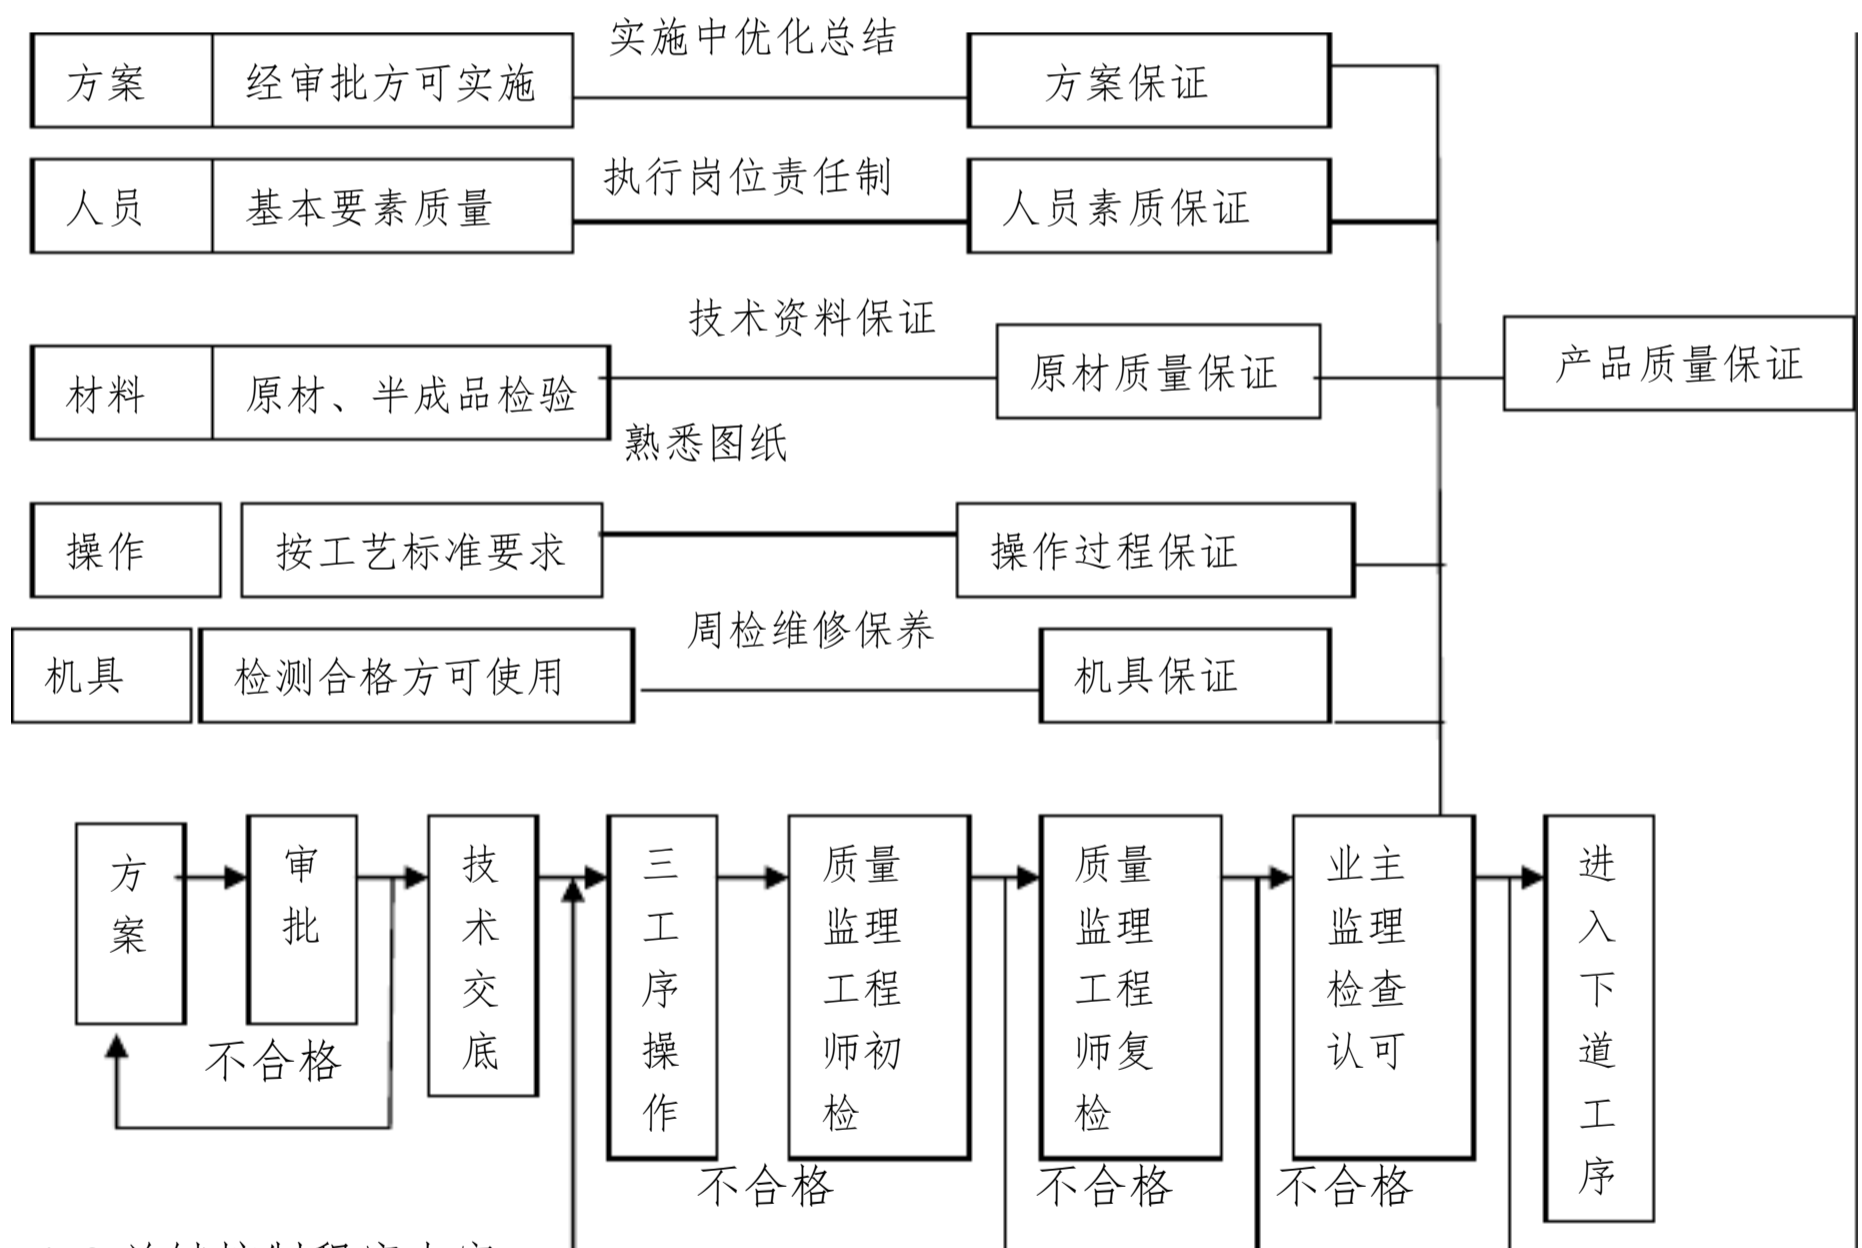 实施中优化总结
方案 经审批方可实施 方案保证
执行岗位责任制
人员 基本要素质量 人员素质保证
技术资料保证
材料 原材、半成品检验 原材质量保证 产品质量保证
熟悉图纸
操作 按工艺标准要求 操作过程保证
周检维修保养
机具 检测合格方可使用 机具保证
方案
审批
技术交底
三工序操作
质量
监理
工程
师初
检
质量
监理
工程
师复
检
业主
监理
检查
认可
进入下道工序
不合格
不合格 不合格 不合格